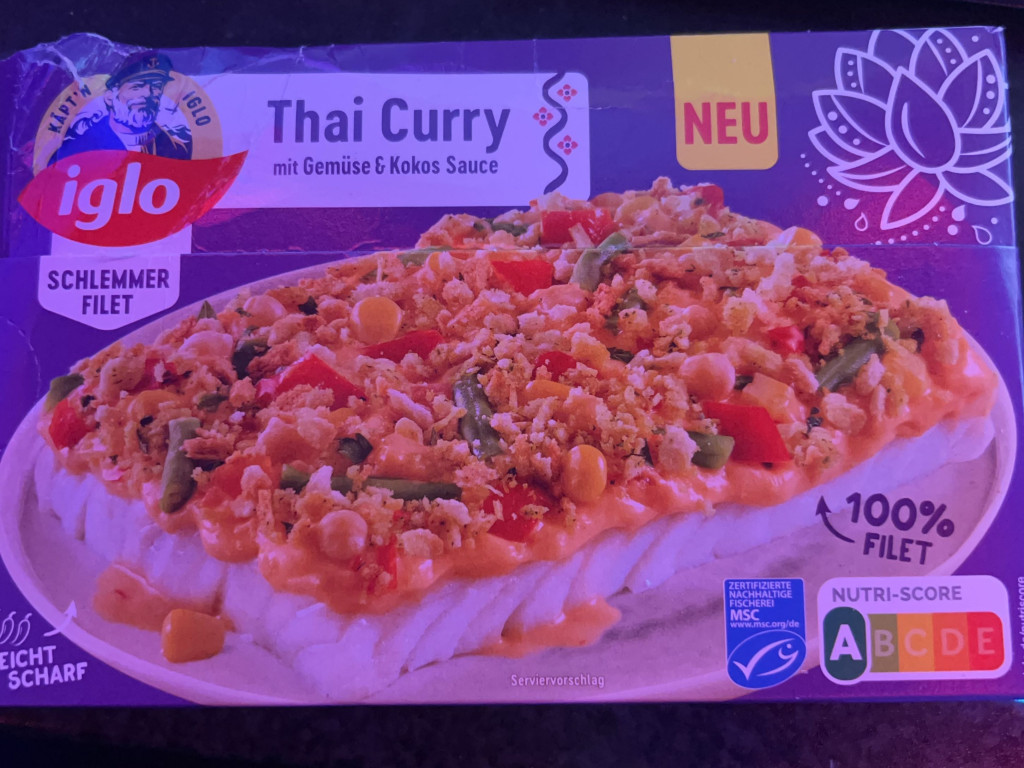 KÄPT'N IGLO
iglo
SCHLEMMER
FILET
Thai Curry
mit Gemüse & Kokos Sauce
NEU
100%
FILET
SCHARF
Serviervorschlag
ZERTIFIZIERTE
NACHHALTIGE
FISCHEREI
MSC
www.msc.org/de
NUTRI-SCORE
A B C D E